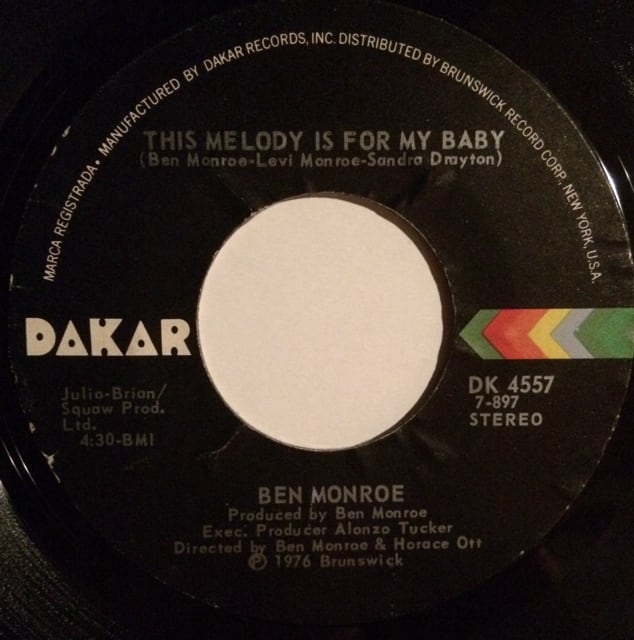 MARCA REGISTRADA. MANUFACTURED BY DAKAR RECORDS, INC. DISTRIBUTED BY BRUNSWICK RECORD CORP., NEW YORK, U.S.A.
THIS MELODY IS FOR MY BABY
(Ben Monroe-Levi Monroe-Sandra Drayton)
DAKAR
DK 4557
7-897
STEREO
Julio-Brian/
Squaw Prod.
Ltd.
4:30-BMI
BEN MONROE
Produced by Ben Monroe
Exec. Producer Alonzo Tucker
Directed by Ben Monroe & Horace Ott
℗ 1976 Brunswick